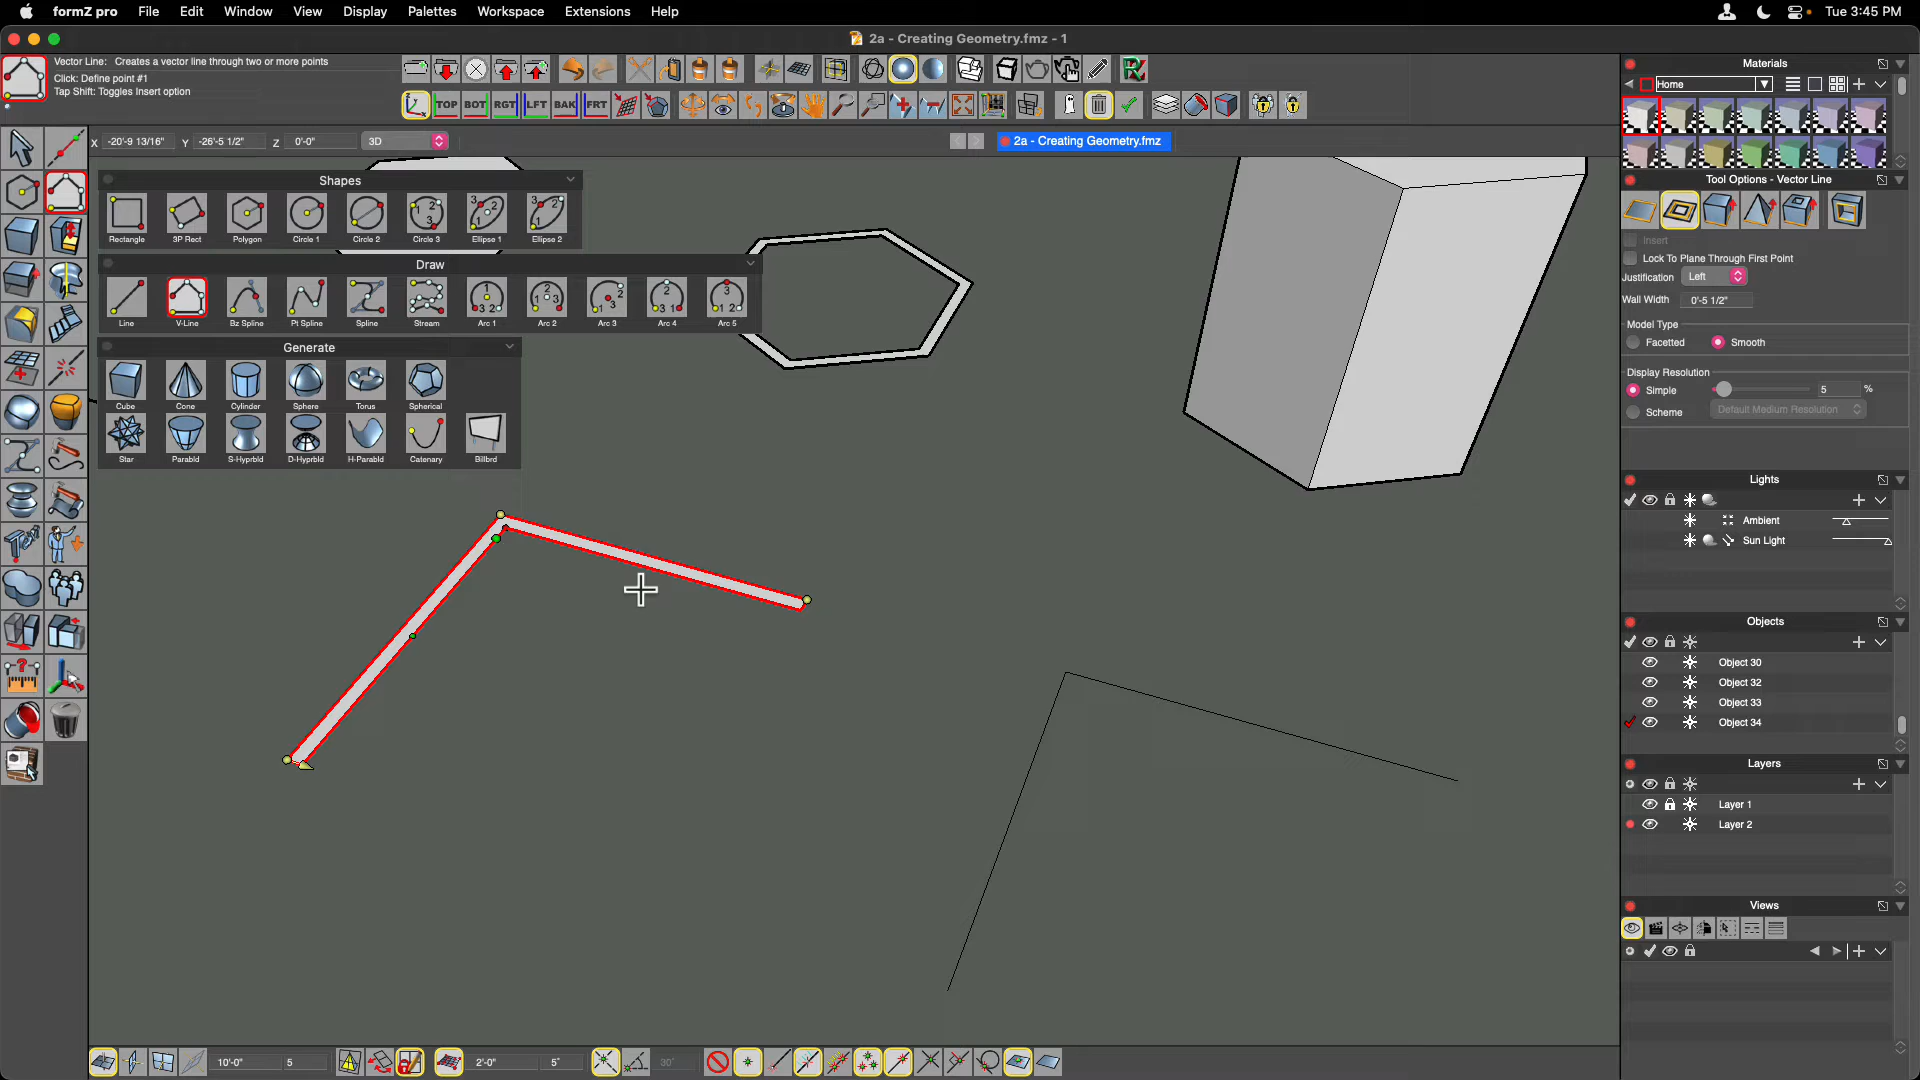 formZ pro File Edit Window View Display Palettes Workspace Extensions Help Tue 3:45 PM
2a - Creating Geometry.fmz - 1
Vector Line: Creates a vector line through two or more points
Click: Define point #1
Tap Shift: Toggles Insert option
TOP BOT RGT LFT BAK FRT
X -20'-9 13/16" Y -26'-5 1/2" Z 0'-0" 3D
2a - Creating Geometry.fmz
Shapes
Rectangle 3P Rect Polygon Circle 1 Circle 2 Circle 3 Ellipse 1 Ellipse 2
Draw
Line V-Line Bz Spline Pt Spline Spline Stream Arc 1 Arc 2 Arc 3 Arc 4 Arc 5
Generate
Cube Cone Cylinder Sphere Torus Spherical
Star Parabld S-Hyprbld D-Hyprbld H-Parabld Catenary Billbrd
Materials
Home
Tool Options - Vector Line
Insert
Lock To Plane Through First Point
Justification Left
Wall Width 0'-5 1/2"
Model Type
Facetted Smooth
Display Resolution
Simple 5 %
Scheme Default Medium Resolution
Lights
Ambient
Sun Light
Objects
Object 30
Object 32
Object 33
Object 34
Layers
Layer 1
Layer 2
Views
10'-0" 5 2'-0" 5" 30°